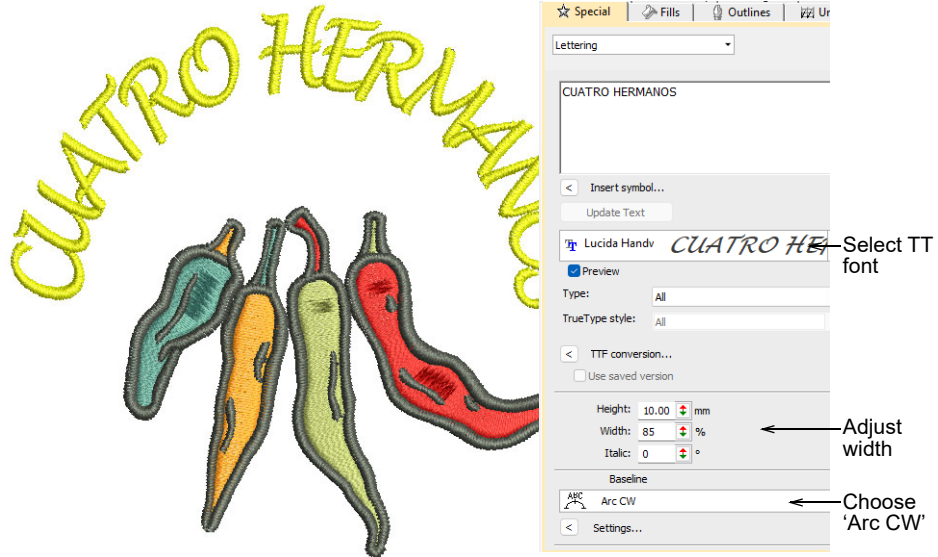 CUATRO HERMANOS
Special Fills Outlines
Lettering
CUATRO HERMANOS
< Insert symbol...
Update Text
Lucida Handv CUATRO HER
Select TT
font
Preview
Type: All
TrueType style: All
< TTF conversion...
Use saved version
Height: 10.00 mm
Width: 85 %
Italic: 0 °
Adjust
width
Baseline
ABC Arc CW
Choose
‘Arc CW’
< Settings...